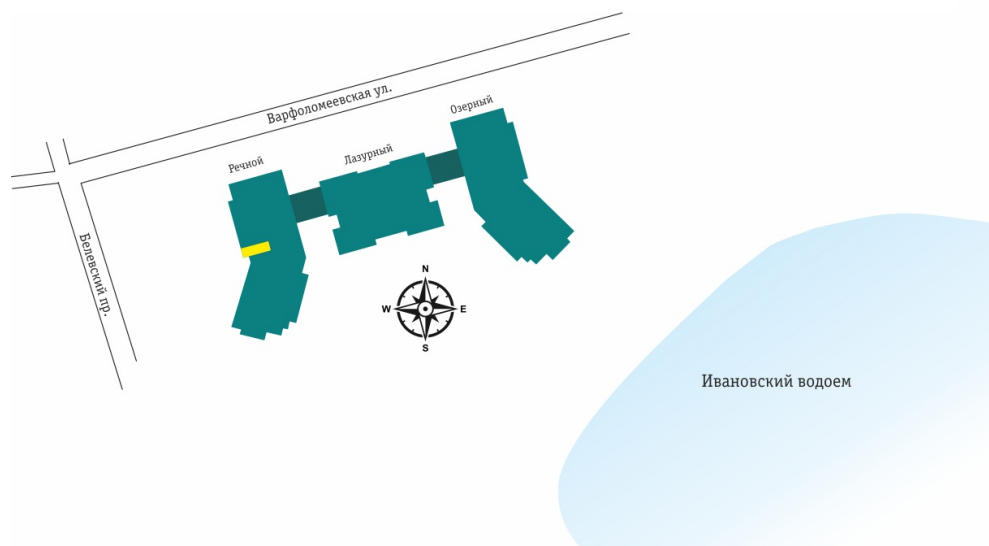 Варфоломеевская ул.
Озерный
Лазурный
Речной
Белевский пр.
N
W
E
S
Ивановский водоем